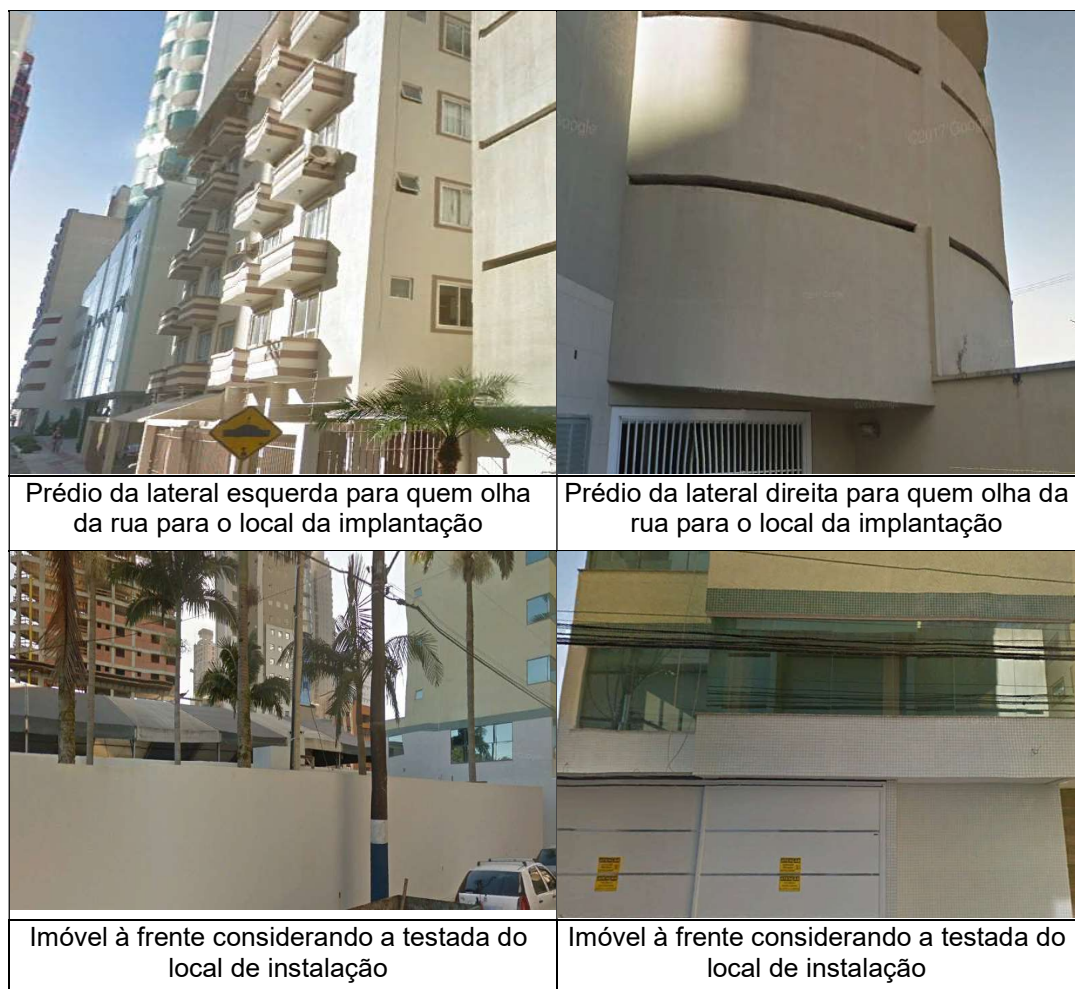 ©2017 Google
Prédio da lateral esquerda para quem olha
da rua para o local da implantação
Prédio da lateral direita para quem olha da
rua para o local da implantação
Imóvel à frente considerando a testada do
local de instalação
Imóvel à frente considerando a testada do
local de instalação